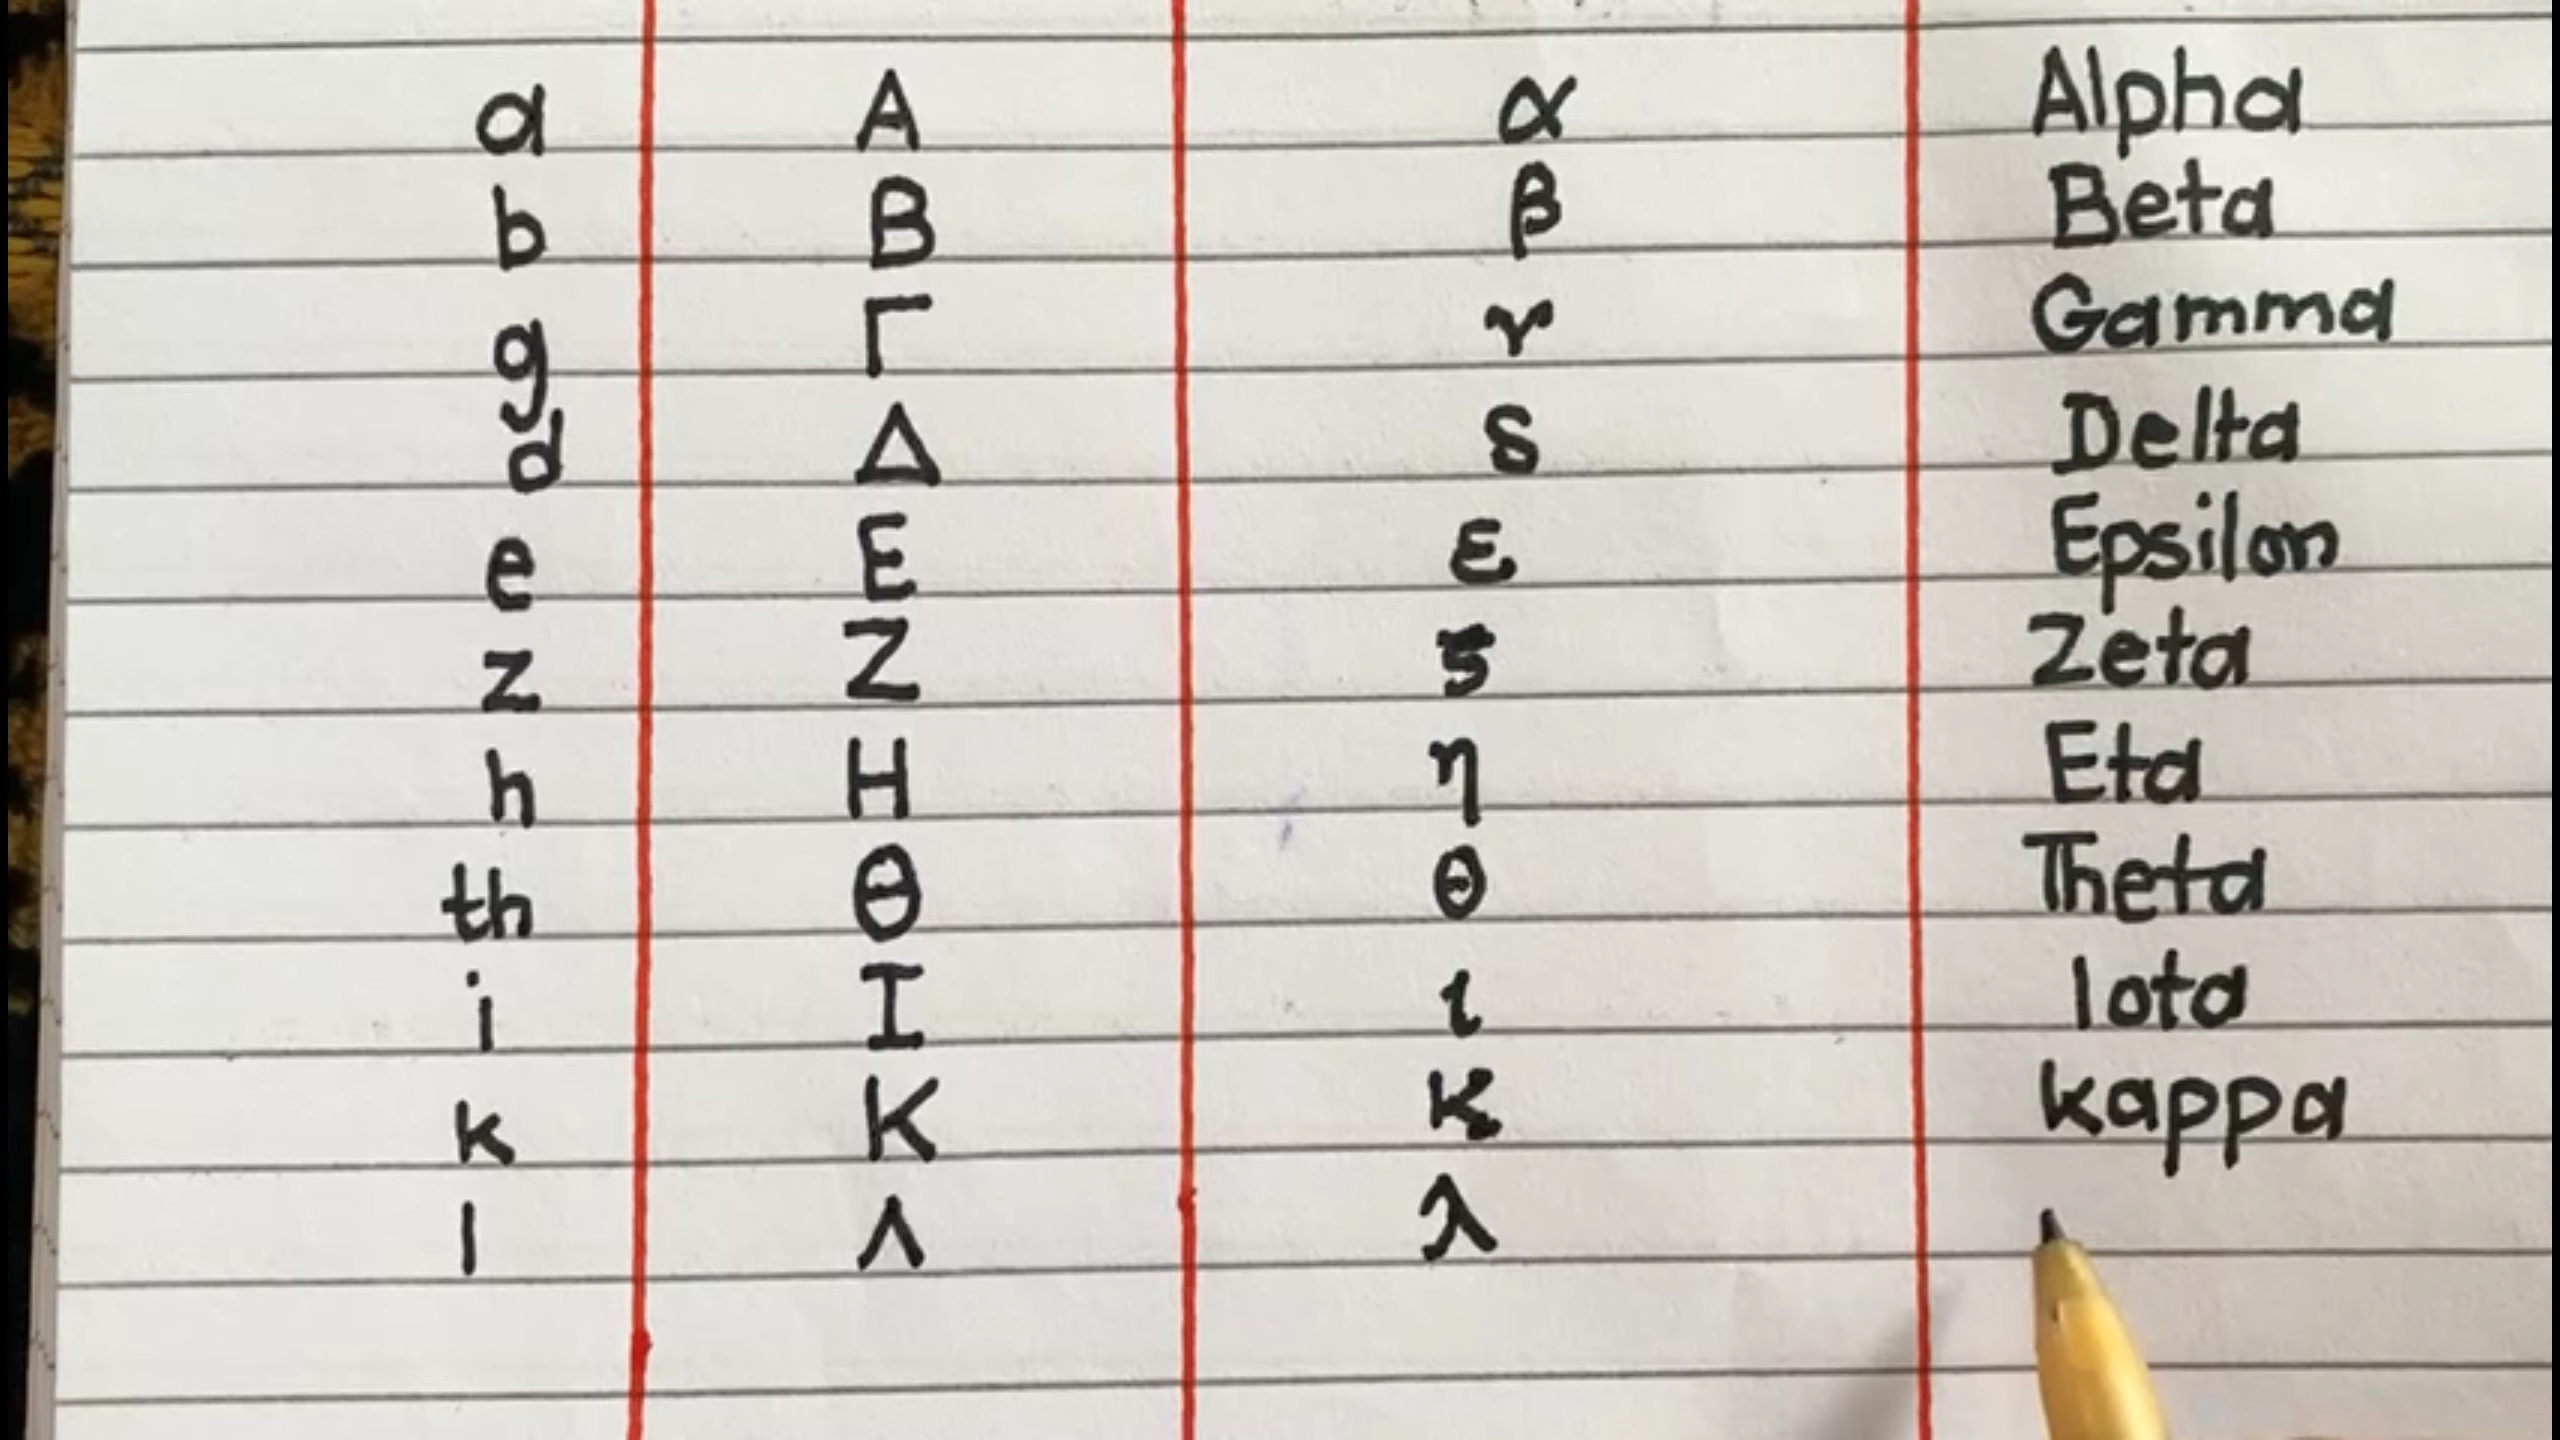 a A α Alpha
b B β Beta
g Γ γ Gamma
d Δ δ Delta
e E ε Epsilon
z Z ζ Zeta
h H η Eta
th Θ θ Theta
i I ι Iota
k K κ kappa
l Λ λ